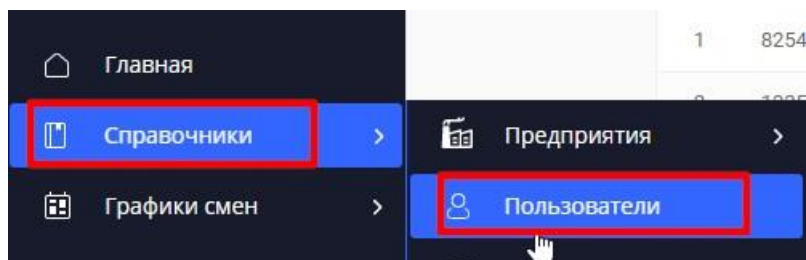 1 8254
Главная
Справочники
Предприятия
Графики смен
Пользователи